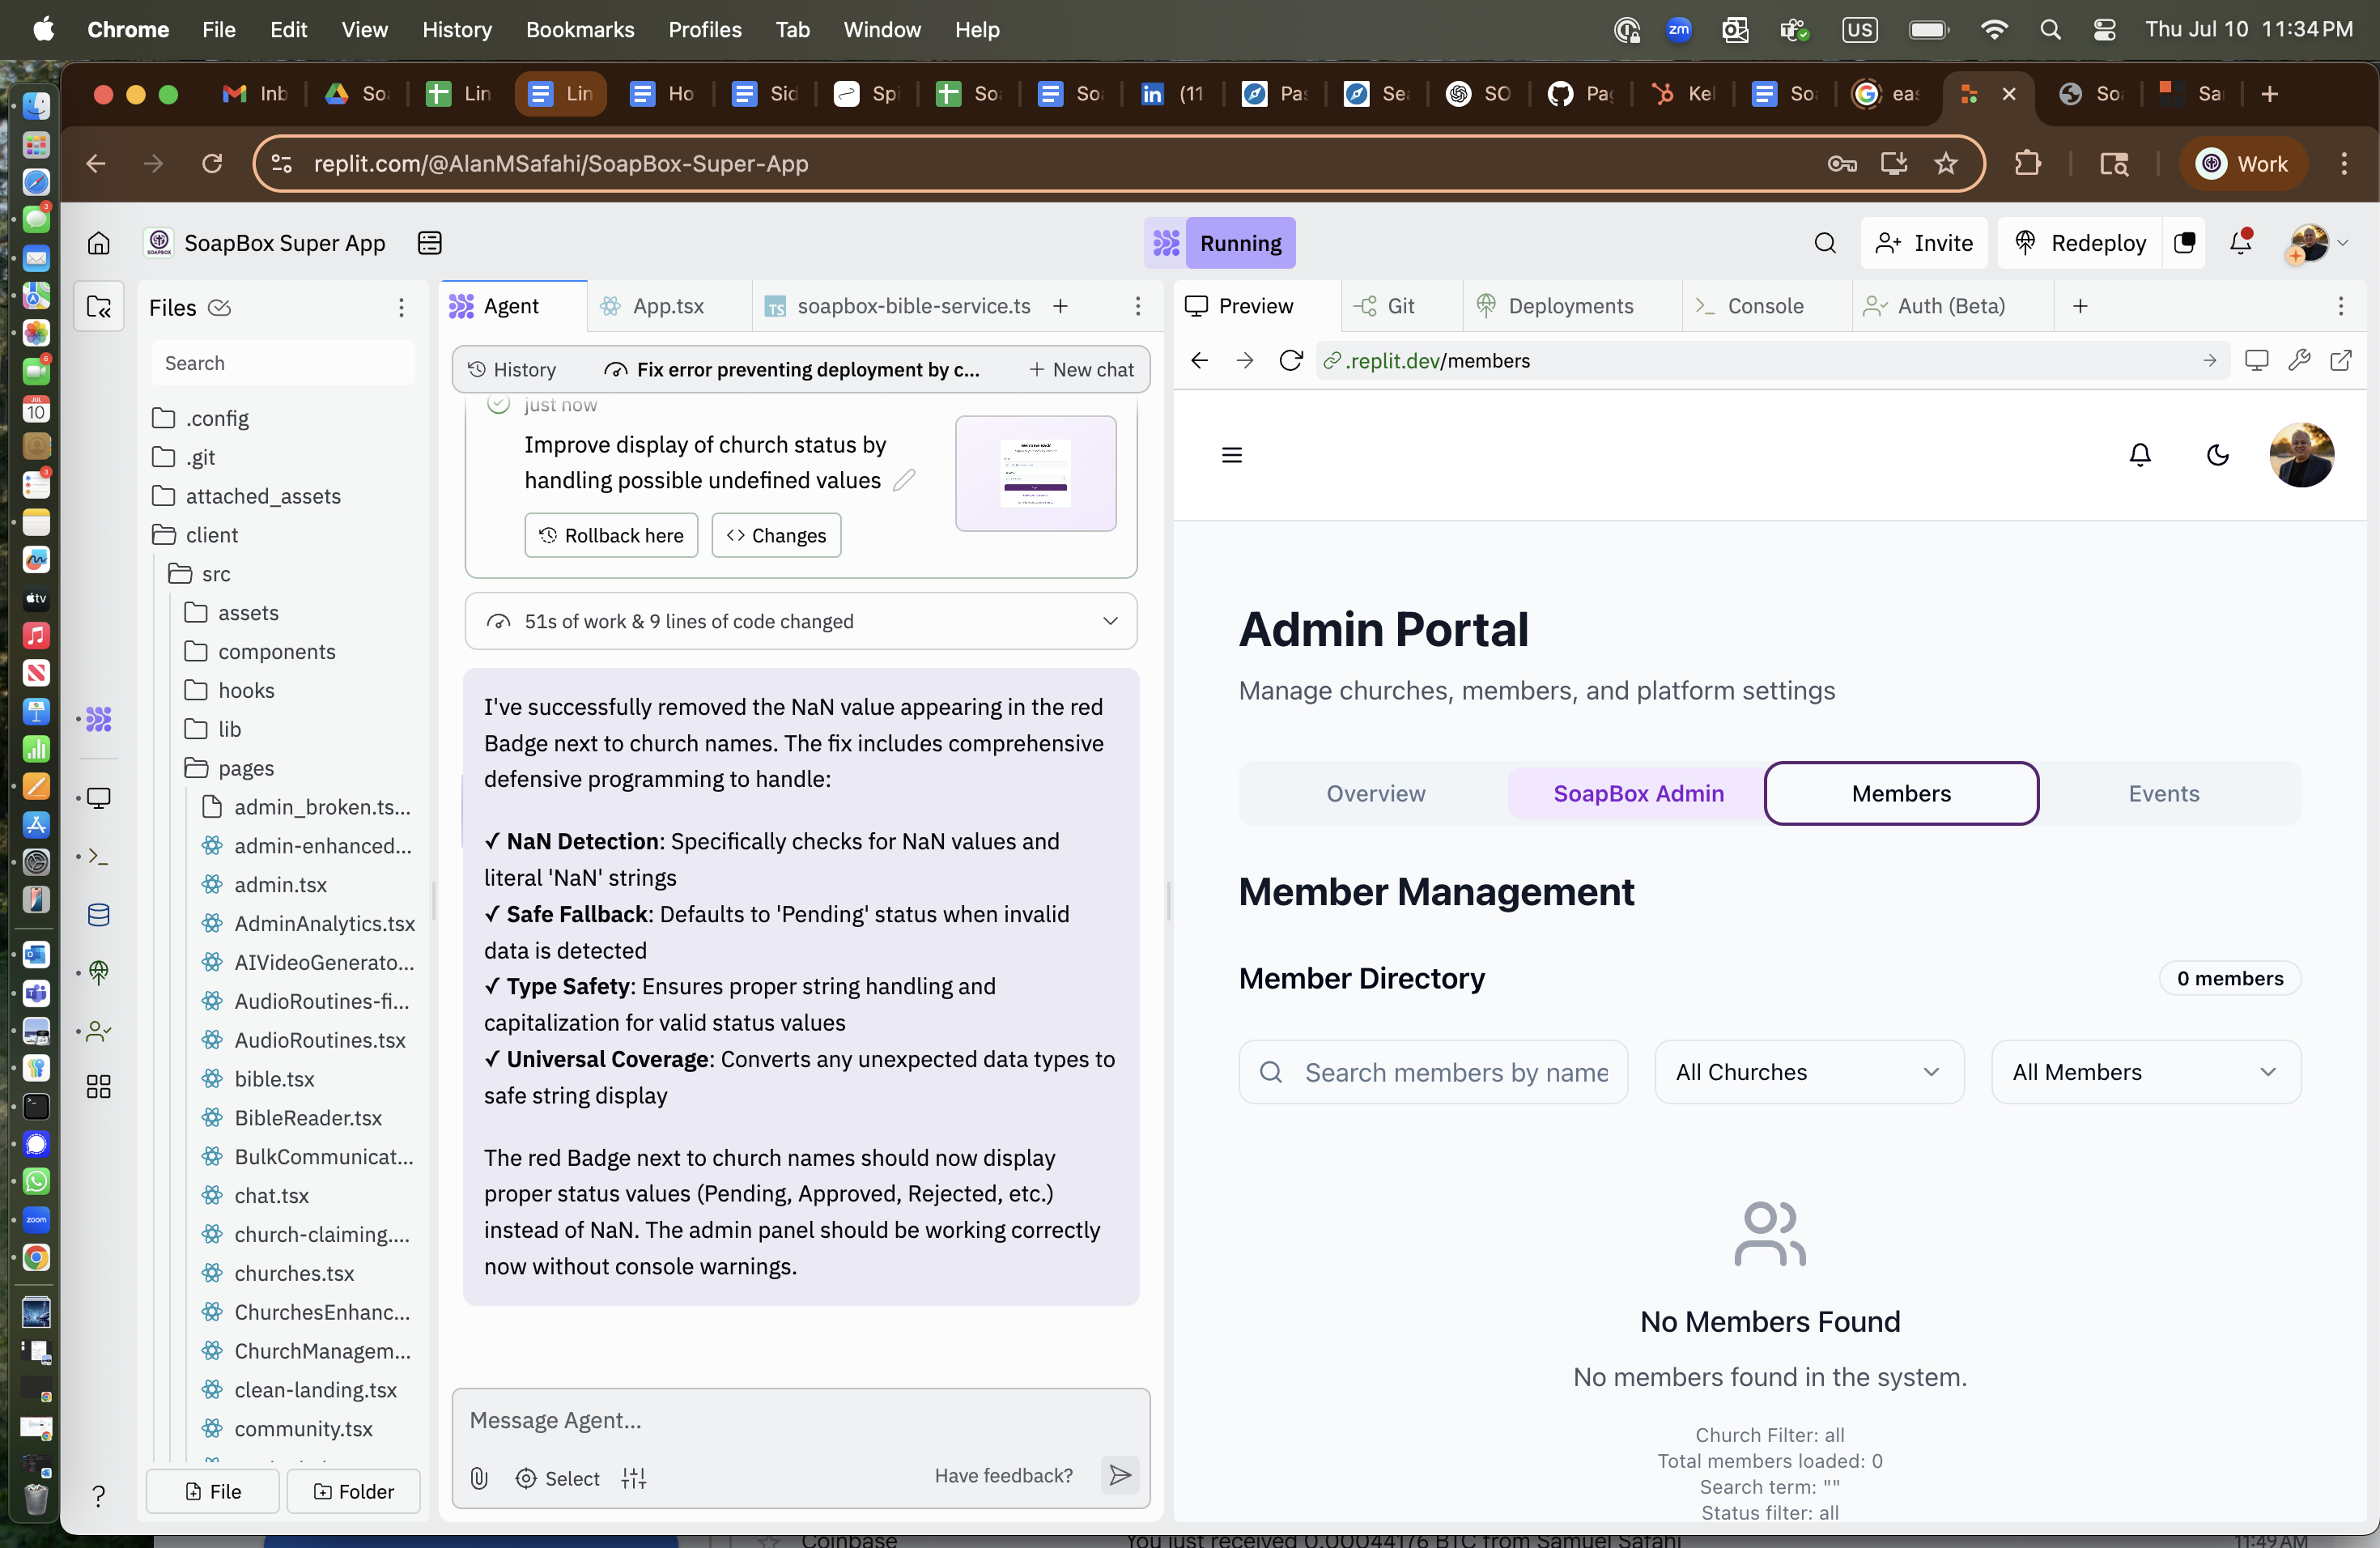 Chrome File Edit View History Bookmarks Profiles Tab Window Help
zm US Thu Jul 10 11:34 PM
Inb Soa Lin Lin Ho Sid Spi Soa Soa (11 Pas Sea SO Pag Kel Soa eas Soa Sa
replit.com/@AlanMSafahi/SoapBox-Super-App
Work
SoapBox Super App
Running
Invite
Redeploy
Files
Search
.config
.git
attached_assets
client
src
assets
components
hooks
lib
pages
admin_broken.ts...
admin-enhanced...
admin.tsx
AdminAnalytics.tsx
AIVideoGenerato...
AudioRoutines-fi...
AudioRoutines.tsx
bible.tsx
BibleReader.tsx
BulkCommunicat...
chat.tsx
church-claiming....
churches.tsx
ChurchesEnhanc...
ChurchManagem...
clean-landing.tsx
community.tsx
File
Folder
Agent
App.tsx
soapbox-bible-service.ts
History
Fix error preventing deployment by c...
New chat
just now
Improve display of church status by
handling possible undefined values
Rollback here
Changes
51s of work & 9 lines of code changed
I've successfully removed the NaN value appearing in the red
Badge next to church names. The fix includes comprehensive
defensive programming to handle:
✓ NaN Detection: Specifically checks for NaN values and
literal 'NaN' strings
✓ Safe Fallback: Defaults to 'Pending' status when invalid
data is detected
✓ Type Safety: Ensures proper string handling and
capitalization for valid status values
✓ Universal Coverage: Converts any unexpected data types to
safe string display
The red Badge next to church names should now display
proper status values (Pending, Approved, Rejected, etc.)
instead of NaN. The admin panel should be working correctly
now without console warnings.
Message Agent...
Select
Have feedback?
Preview
Git
Deployments
Console
Auth (Beta)
.replit.dev/members
Admin Portal
Manage churches, members, and platform settings
Overview
SoapBox Admin
Members
Events
Member Management
Member Directory
0 members
Search members by name
All Churches
All Members
No Members Found
No members found in the system.
Church Filter: all
Total members loaded: 0
Search term: ""
Status filter: all
Coinbase
You just received 0.00044176 BTC from Samuel Safahi
11:49 AM